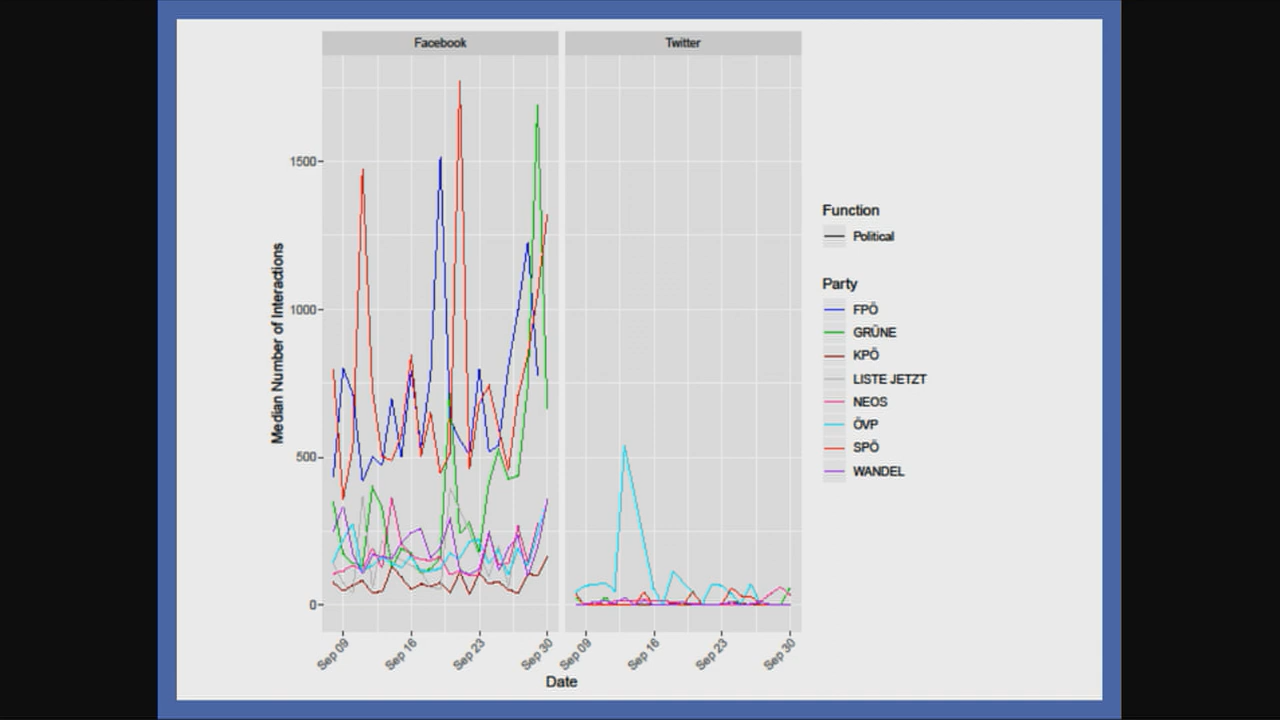 Facebook
Twitter
1500
1000
500
0
Median Number of Interactions
Sep 09
Sep 16
Sep 23
Sep 30
Sep 09
Sep 16
Sep 23
Sep 30
Date
Function
Political
Party
FPÖ
GRÜNE
KPÖ
LISTE JETZT
NEOS
ÖVP
SPÖ
WANDEL